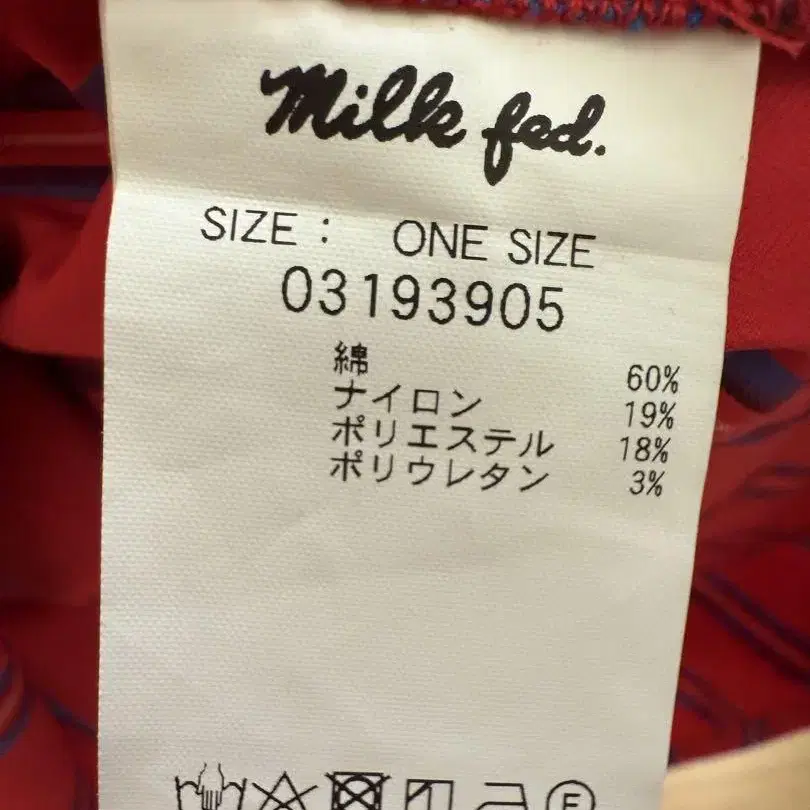 Milk fed.
SIZE : ONE SIZE
03193905
綿 60%
ナイロン 19%
ポリエステル 18%
ポリウレタン 3%
F